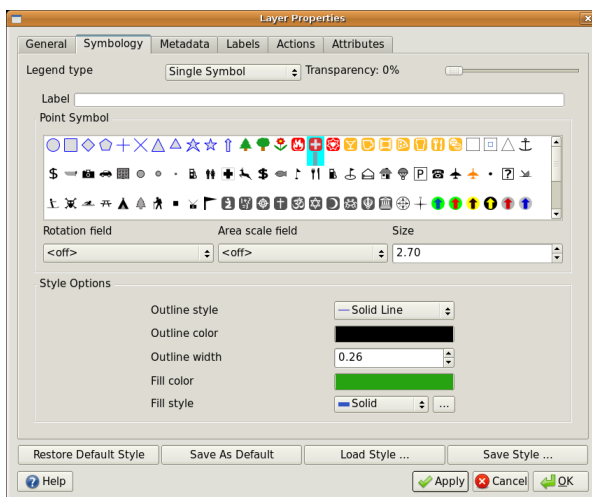 Layer Properties
General Symbology Metadata Labels Actions Attributes
Legend type Single Symbol Transparency: 0%
Label
Point Symbol
Rotation field Area scale field Size
<off> <off> 2.70
Style Options
Outline style Solid Line
Outline color
Outline width 0.26
Fill color
Fill style Solid ...
Restore Default Style Save As Default Load Style ... Save Style ...
Help Apply Cancel OK